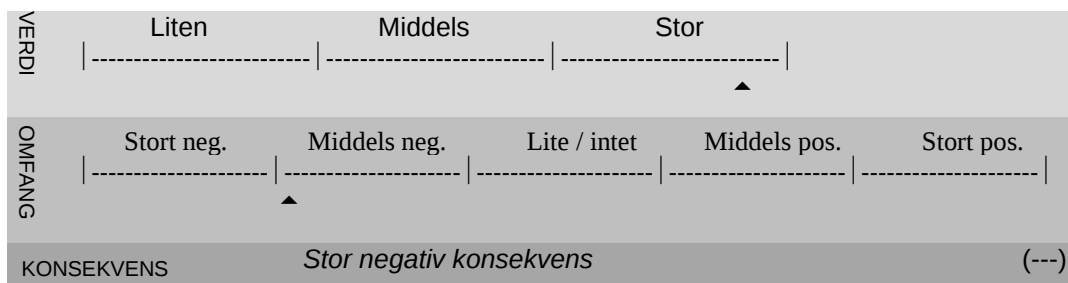 VERDI
Liten Middels Stor
|--------------------------|--------------------------|--------------------------|
OMFANG
Stort neg. Middels neg. Lite / intet Middels pos. Stort pos.
|---------------------|---------------------|---------------------|---------------------|---------------------|
KONSEKVENS Stor negativ konsekvens (---)